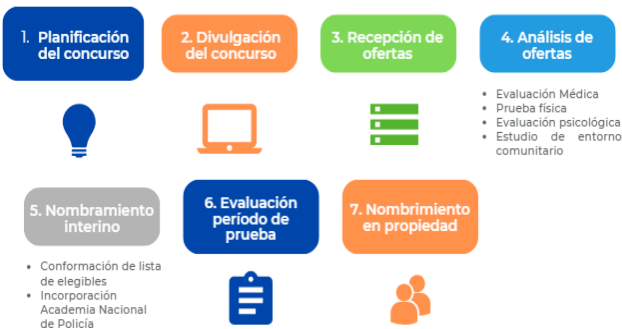 1. Planificación
del concurso
2. Divulgación
del concurso
3. Recepción de
ofertas
4. Análisis de
ofertas
• Evaluación Médica
• Prueba física
• Evaluación psicológica
• Estudio de entorno
comunitario
5. Nombramiento
interino
• Conformación de lista
de elegibles
• Incorporación
Academia Nacional
de Policía
6. Evaluación
período de
prueba
7. Nombrimiento
en propiedad